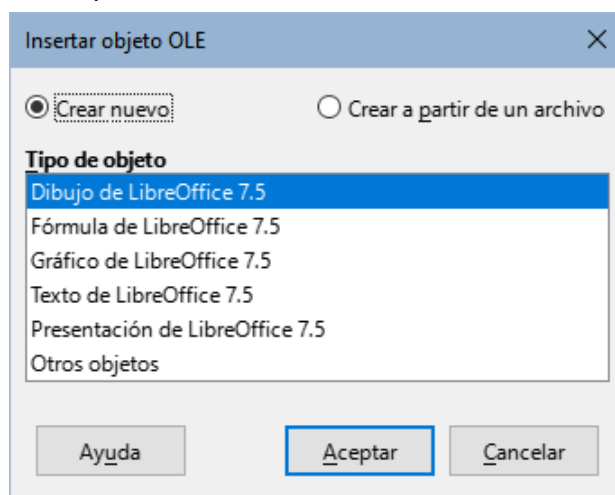 Insertar objeto OLE
Crear nuevo Crear a partir de un archivo
Tipo de objeto
Dibujo de LibreOffice 7.5
Fórmula de LibreOffice 7.5
Gráfico de LibreOffice 7.5
Texto de LibreOffice 7.5
Presentación de LibreOffice 7.5
Otros objetos
Ayuda Aceptar Cancelar